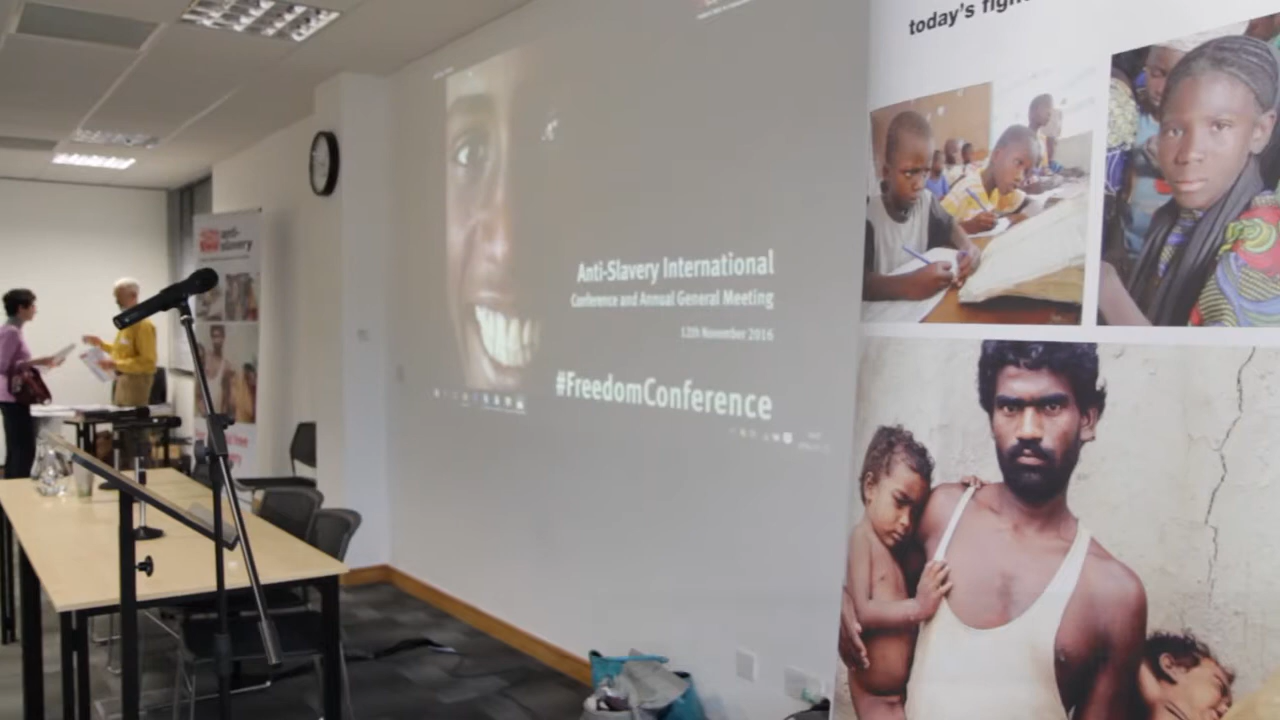 today's figh
anti-
slavery
Anti-Slavery International
Conference and Annual General Meeting
12th November 2016
#FreedomConference